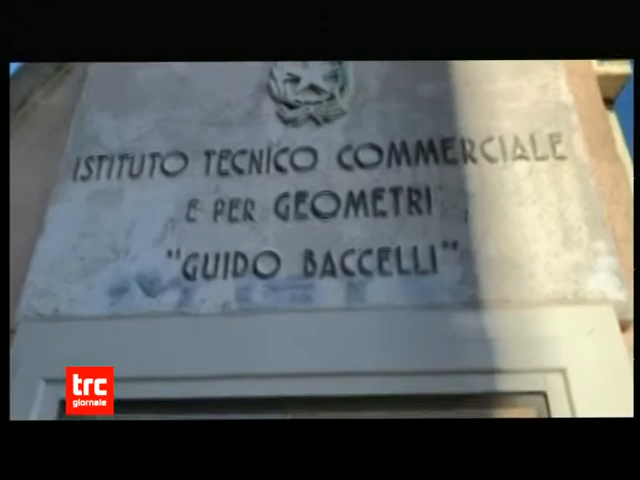 ISTITUTO TECNICO COMMERCIALE
E PER GEOMETRI
"GUIDO BACCELLI"
trc
giornale